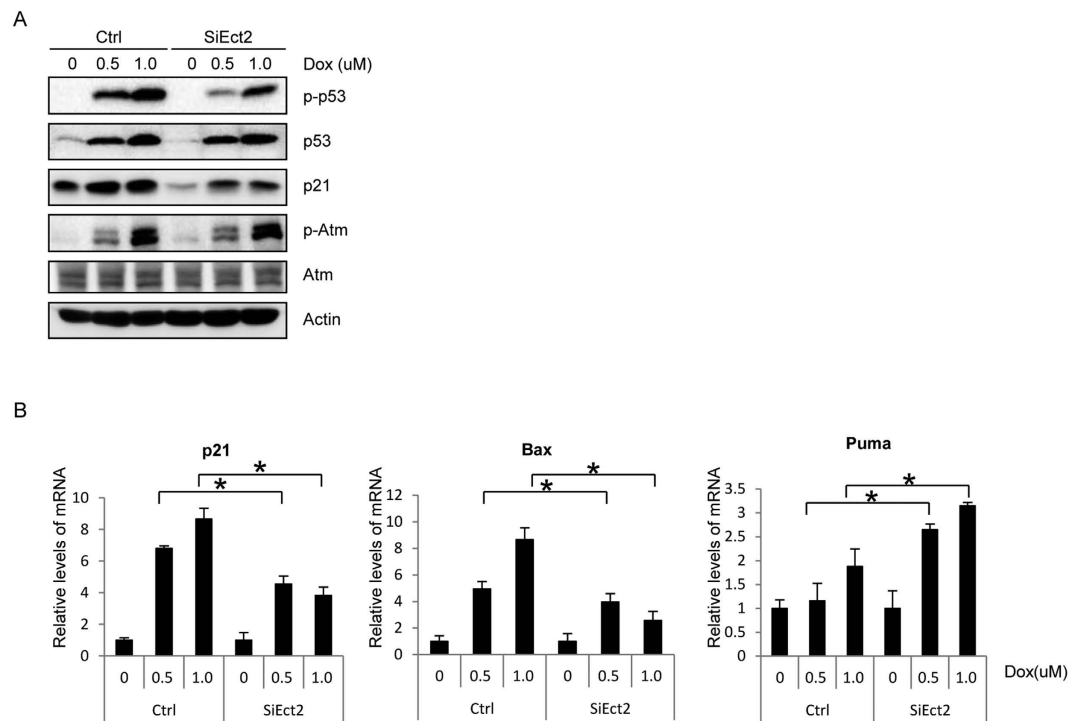 A
Ctrl SiEct2
0 0.5 1.0 0 0.5 1.0 Dox (uM)
p-p53
p53
p21
p-Atm
Atm
Actin
B
p21
Relative levels of mRNA
10
8
6
4
2
0
* *
0 0.5 1.0 0 0.5 1.0
Ctrl SiEct2
Bax
Relative levels of mRNA
12
10
8
6
4
2
0
* *
0 0.5 1.0 0 0.5 1.0
Ctrl SiEct2
Puma
Relative levels of mRNA
3.5
3
2.5
2
1.5
1
0.5
0
* *
0 0.5 1.0 0 0.5 1.0 Dox(uM)
Ctrl SiEct2